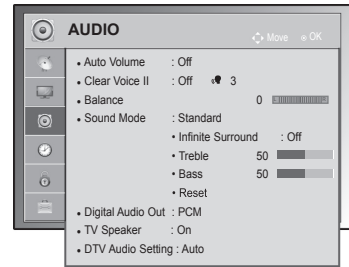 AUDIO
Move OK
• Auto Volume : Off
• Clear Voice II : Off 3
• Balance 0
• Sound Mode : Standard
• Infinite Surround : Off
• Treble 50
• Bass 50
• Reset
• Digital Audio Out : PCM
• TV Speaker : On
• DTV Audio Setting : Auto